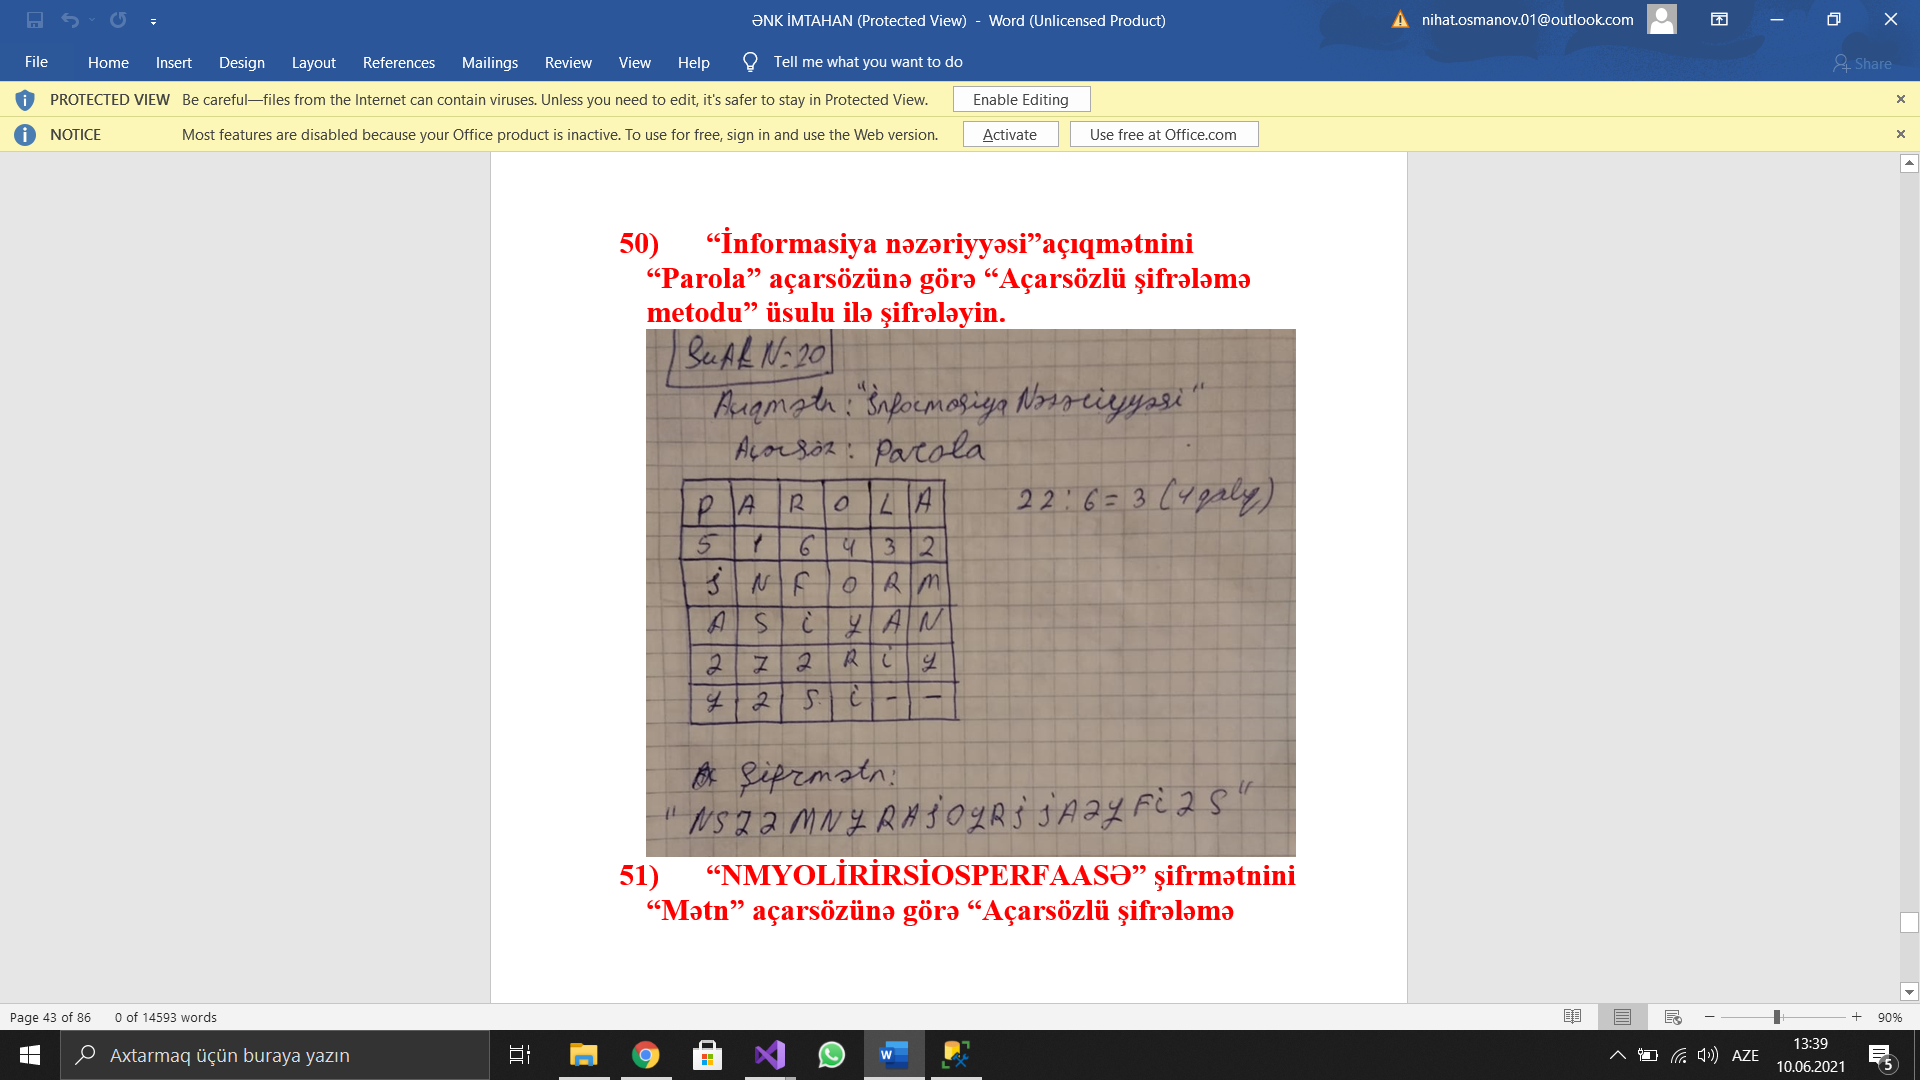 ƏNK İMTAHAN (Protected View) - Word (Unlicensed Product)
nihat.osmanov.01@outlook.com
File Home Insert Design Layout References Mailings Review View Help Tell me what you want to do
Share
PROTECTED VIEW Be careful—files from the Internet can contain viruses. Unless you need to edit, it's safer to stay in Protected View. Enable Editing
NOTICE Most features are disabled because your Office product is inactive. To use for free, sign in and use the Web version. Activate Use free at Office.com
50) “İnformasiya nəzəriyyəsi”açıqmətnini
“Parola” açarsözünə görə “Açarsözlü şifrələmə
metodu” üsulu ilə şifrələyin.
SuAL N=20
Açıqmətn: "İnformasiya Nəzəriyyəsi"
Açarsöz: Parola
P A R O L A
22:6=3 (4 qalıq)
5 1 6 4 3 2
İ N F O R M
A S İ Y A N
Ə Z Ə R İ Y
Y Ə S İ - -
Şifrmətn:
"NSZƏMNYRAİOYRİİAƏYFİƏS"
51) “NMYOLİRİRSİOSPERFAASƏ” şifrmətnini
“Mətn” açarsözünə görə “Açarsözlü şifrələmə
Page 43 of 86 0 of 14593 words
90%
Axtarmaq üçün buraya yazın
AZE
13:39
10.06.2021
5